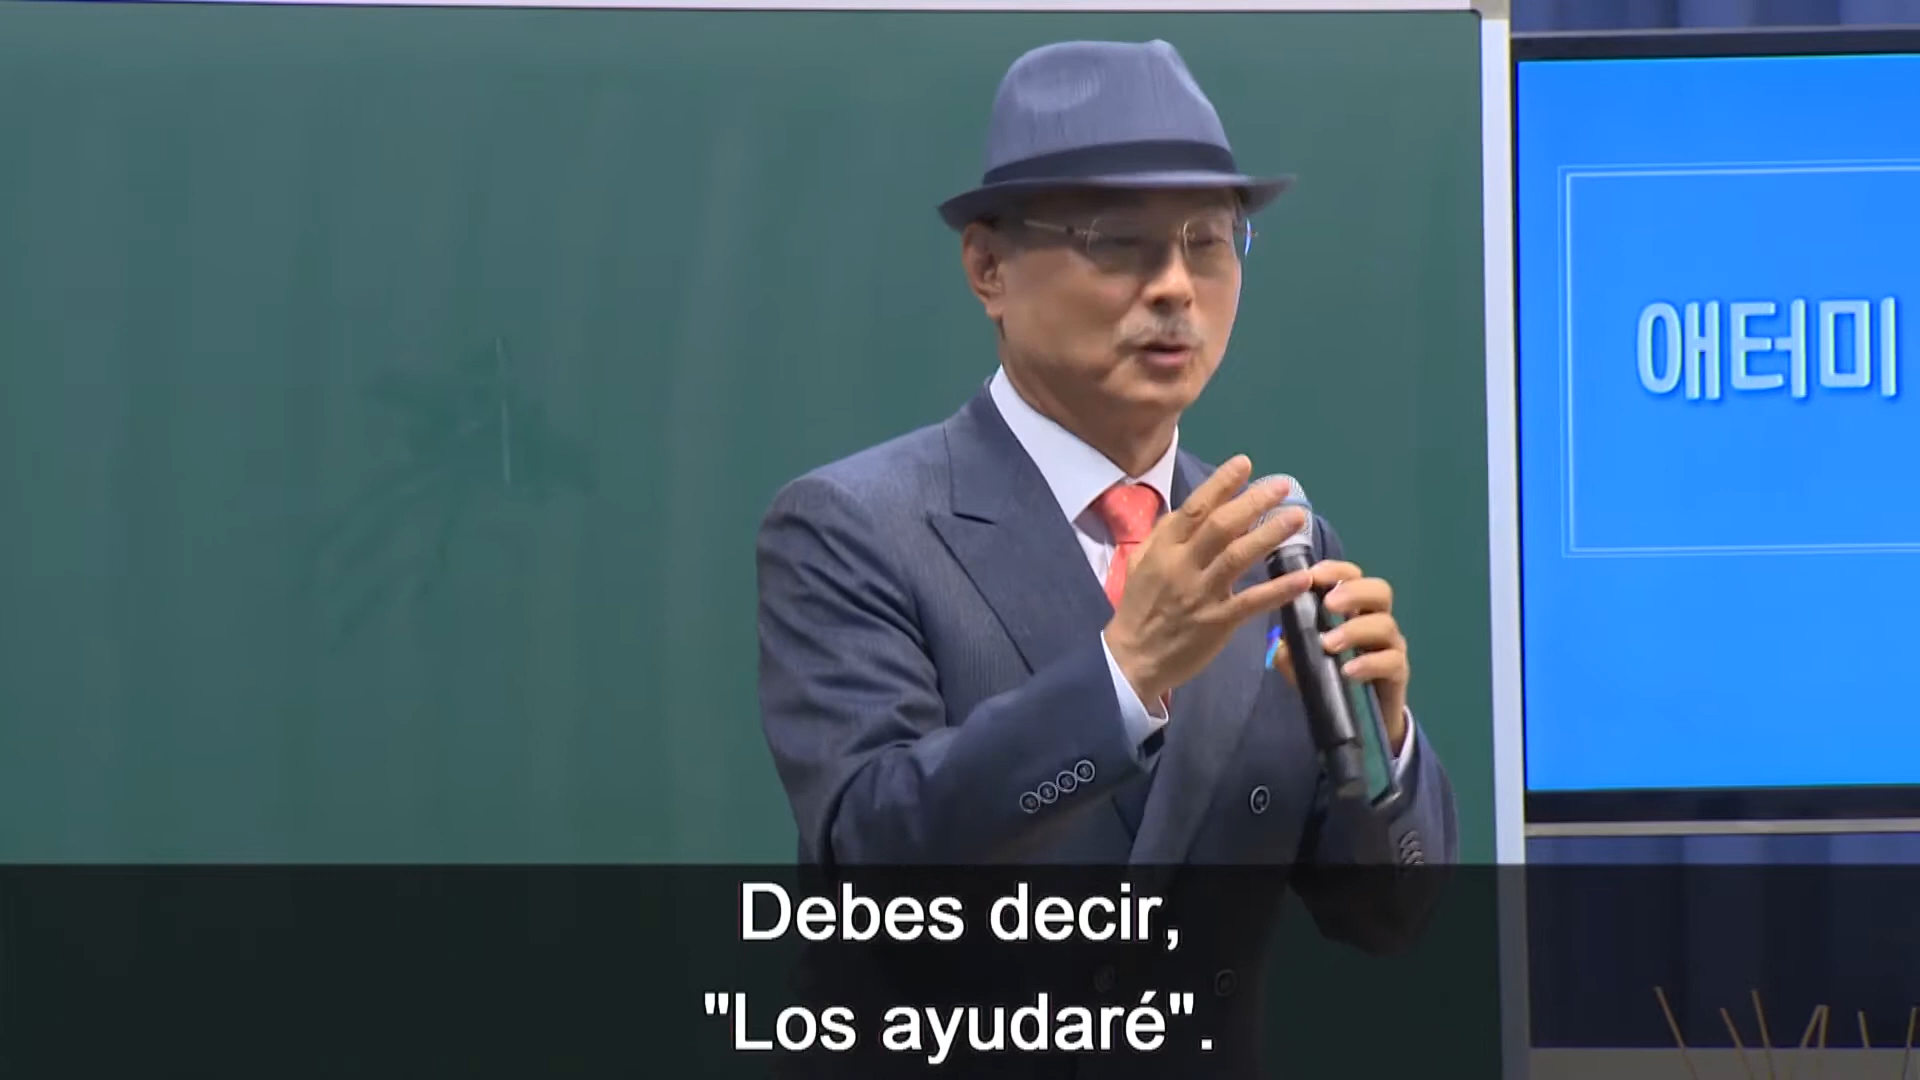 애터미
Debes decir,
"Los ayudaré".